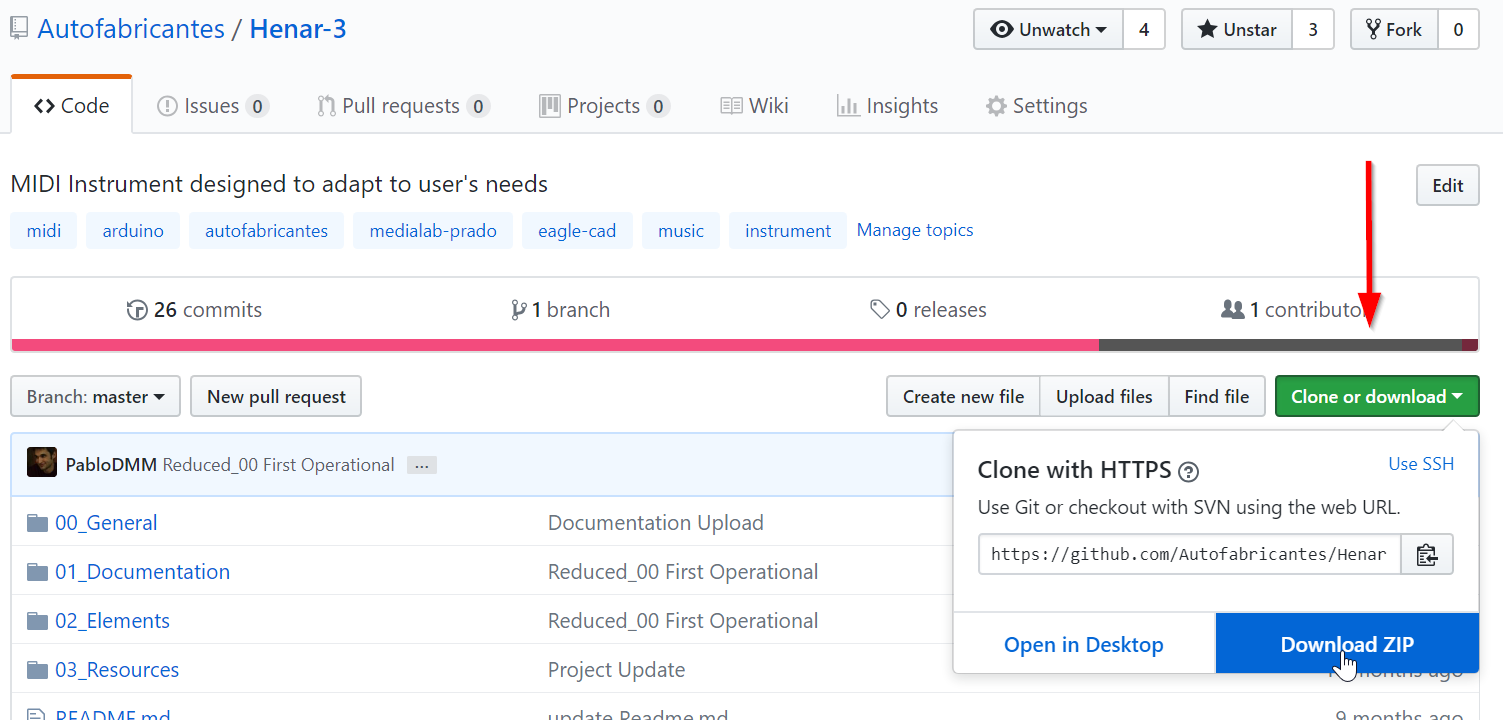 Autofabricantes / Henar-3
Unwatch 4 Unstar 3 Fork 0
Code Issues 0 Pull requests 0 Projects 0 Wiki Insights Settings
MIDI Instrument designed to adapt to user's needs
Edit
midi arduino autofabricantes medialab-prado eagle-cad music instrument Manage topics
26 commits 1 branch 0 releases 1 contributor
Branch: master New pull request Create new file Upload files Find file Clone or download
PabloDMM Reduced_00 First Operational ...
Clone with HTTPS ? Use SSH
Use Git or checkout with SVN using the web URL.
https://github.com/Autofabricantes/Henar
Open in Desktop Download ZIP
00_General Documentation Upload
01_Documentation Reduced_00 First Operational
02_Elements Reduced_00 First Operational
03_Resources Project Update months ago
README.md update Readme.md 9 months ago